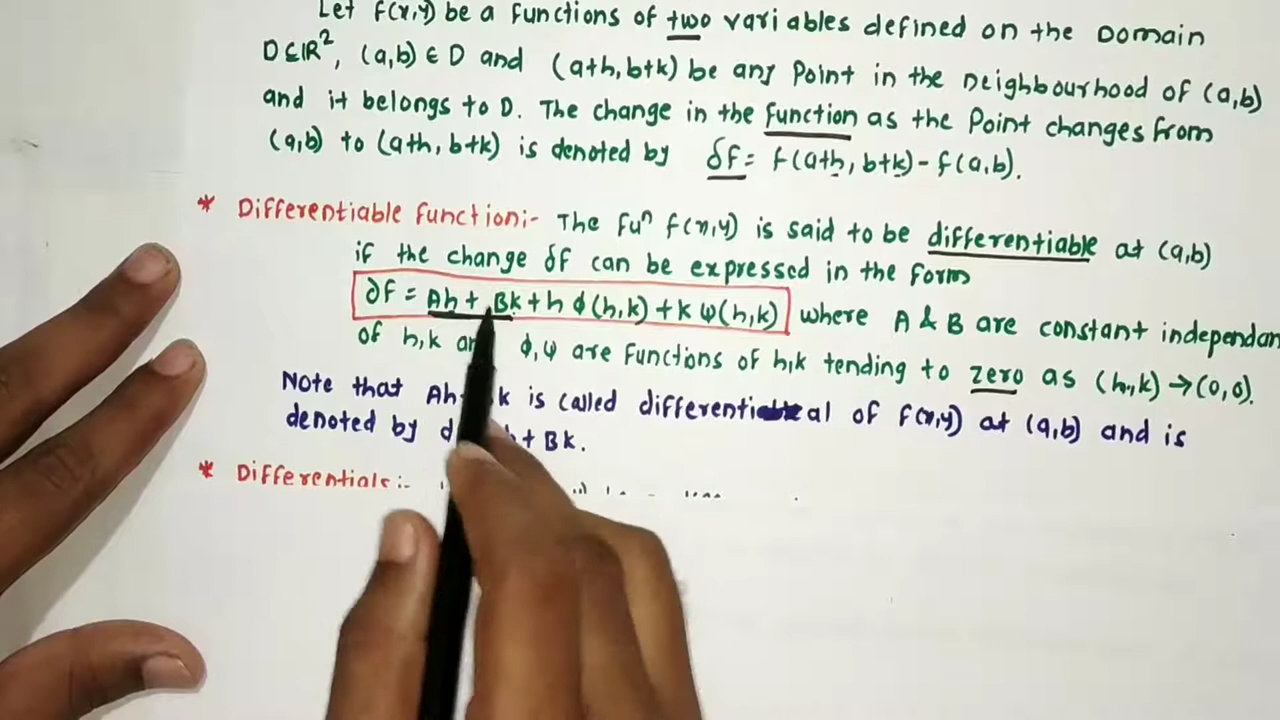 Let f(x,y) be a functions of two variables defined on the Domain
D⊆IR², (a,b) ∈ D and (a+h, b+k) be any Point in the neighbourhood of (a,b)
and it belongs to D. The change in the function as the Point changes from
(a,b) to (a+h, b+k) is denoted by δf = f(a+h, b+k) - f(a,b).
* Differentiable function:- The Fuⁿ f(x,y) is said to be differentiable at (a,b)
if the change δf can be expressed in the form
∂f = Ah + Bk + h ϕ(h,k) + k ψ(h,k) where A & B are constant independan
of h,k ϕ,ψ are functions of h,k tending to zero as (h,k) → (0,0).
Note that Ah k is called differential of f(x,y) at (a,b) and is
denoted by + Bk.
* Differentials:-